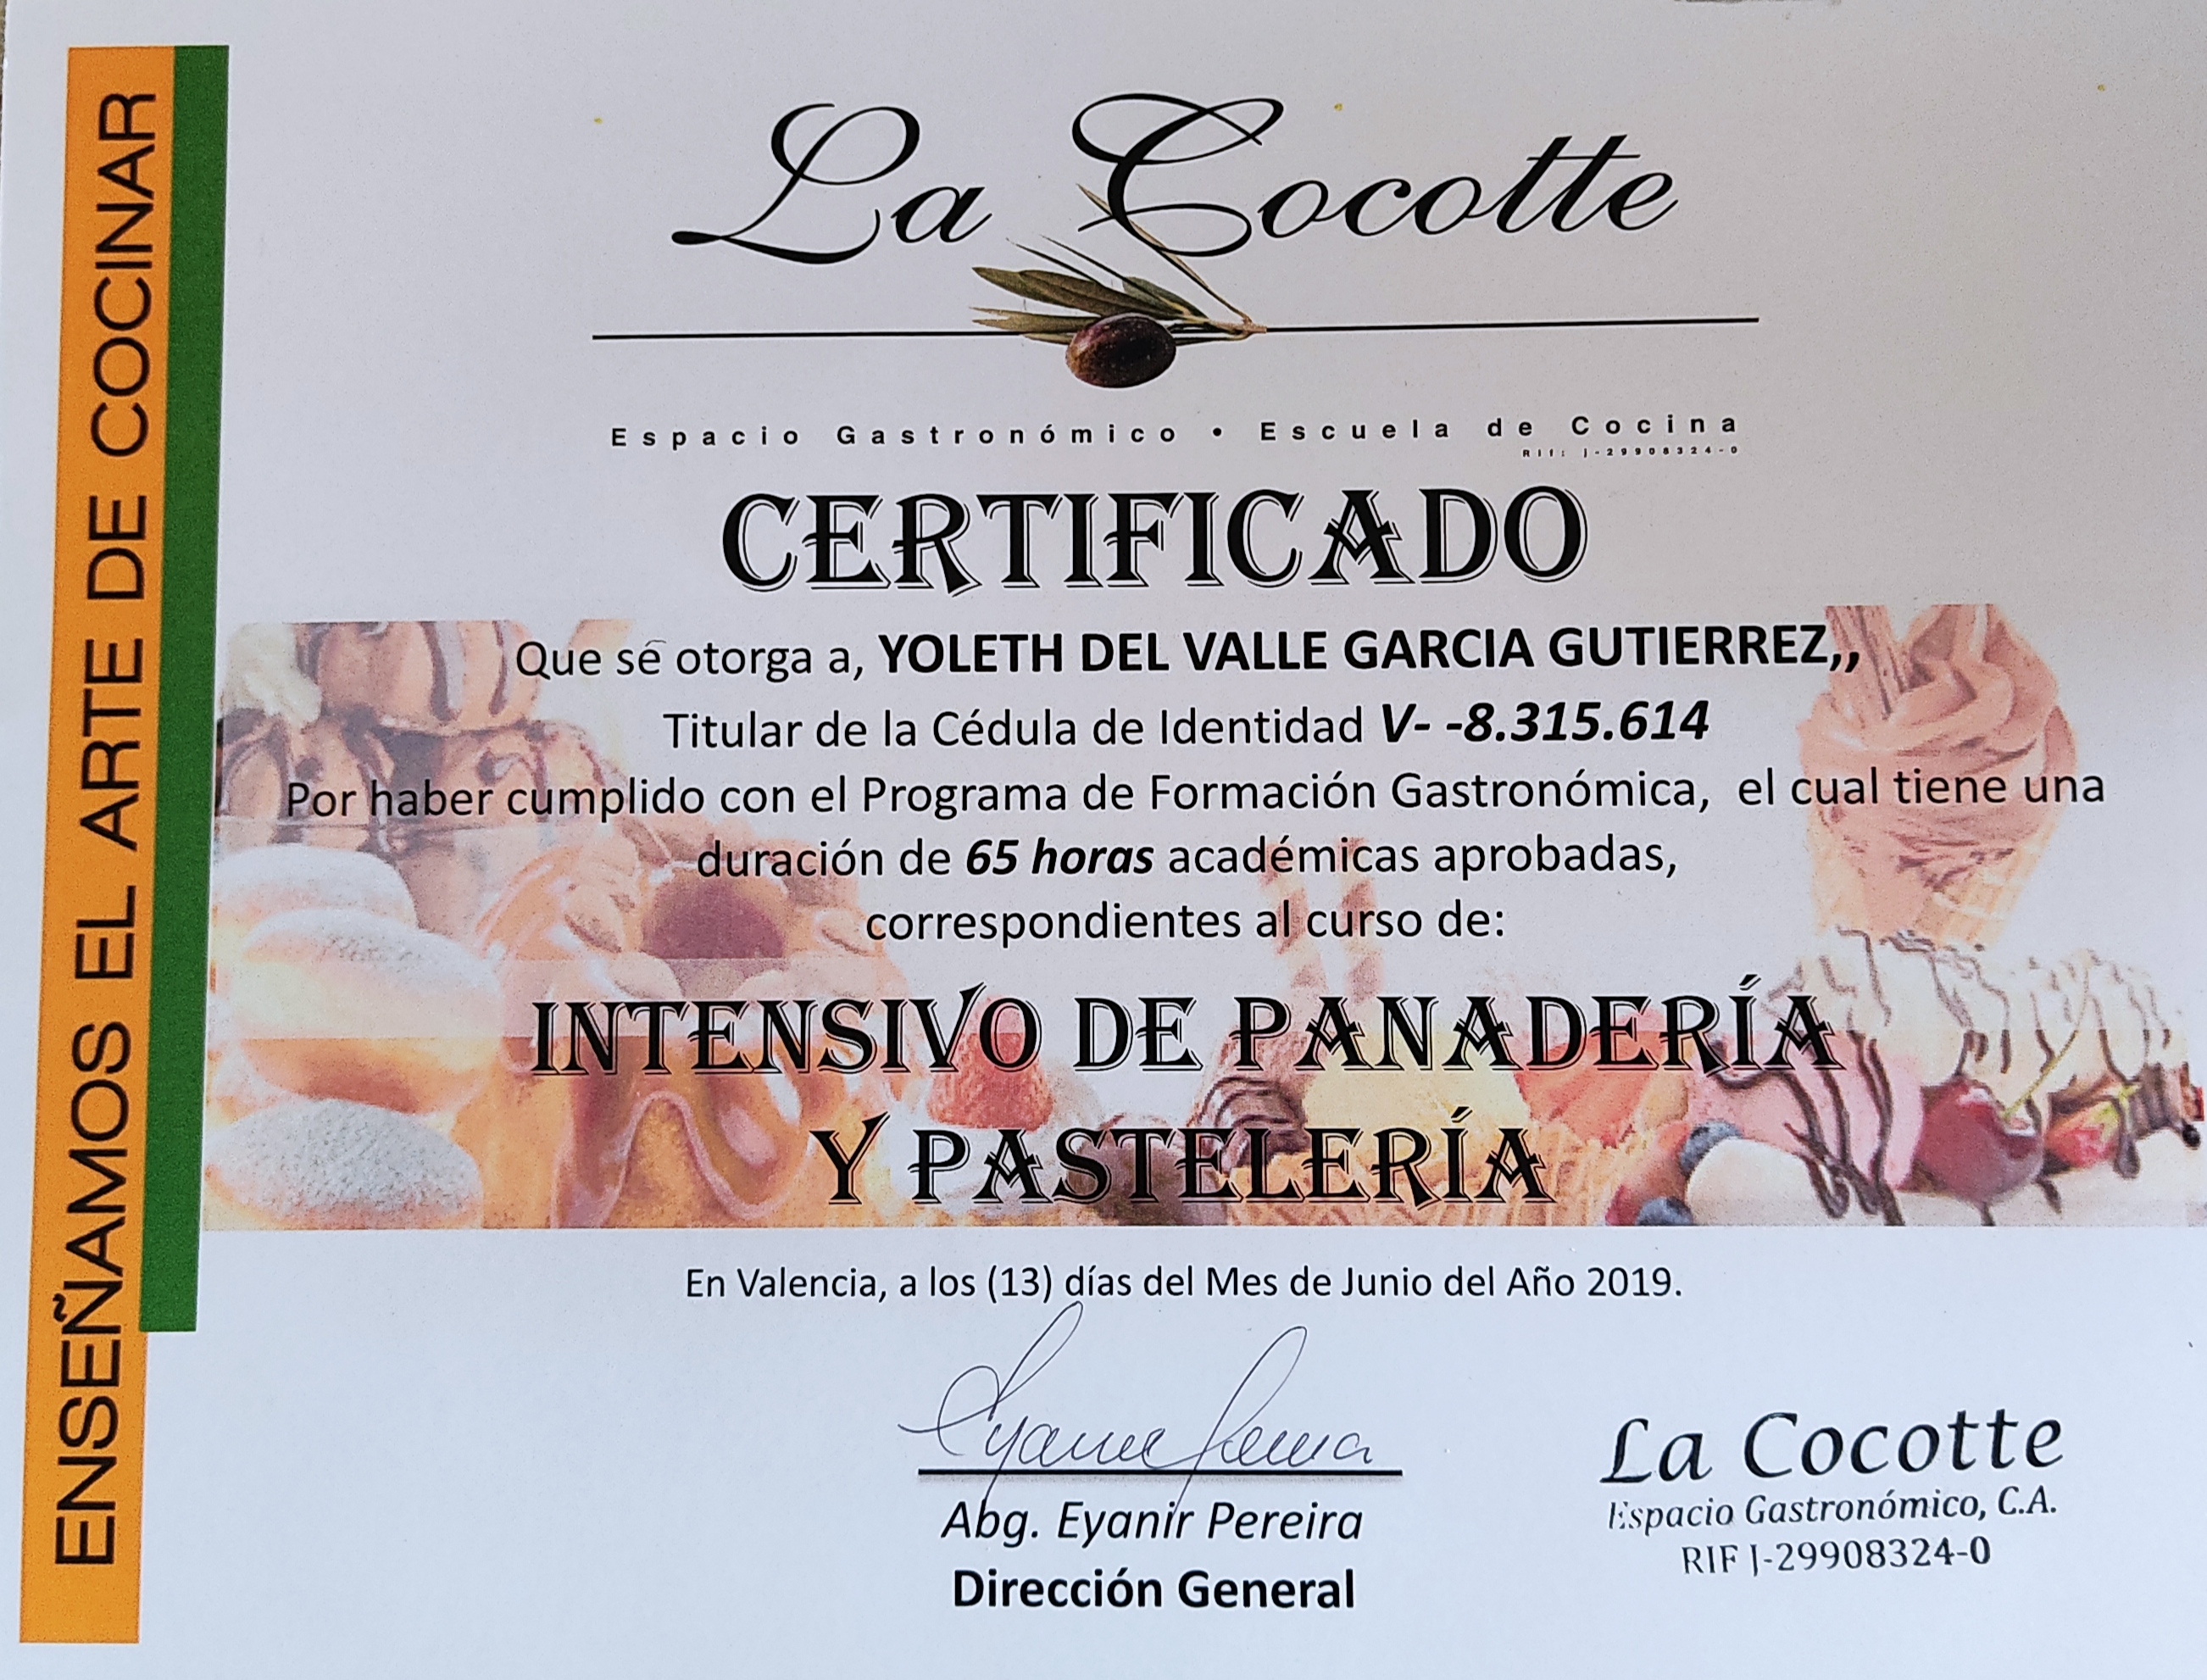 ENSEÑAMOS EL ARTE DE COCINAR
La Cocotte
Espacio Gastronómico • Escuela de Cocina
Rif: J-29908324-0
CERTIFICADO
Que se otorga a, YOLETH DEL VALLE GARCIA GUTIERREZ,,
Titular de la Cédula de Identidad V- -8.315.614
Por haber cumplido con el Programa de Formación Gastronómica, el cual tiene una
duración de 65 horas académicas aprobadas,
correspondientes al curso de:
INTENSIVO DE PANADERÍA
Y PASTELERÍA
En Valencia, a los (13) días del Mes de Junio del Año 2019.
Abg. Eyanir Pereira
Dirección General
La Cocotte
Espacio Gastronómico, C.A.
RIF J-29908324-0